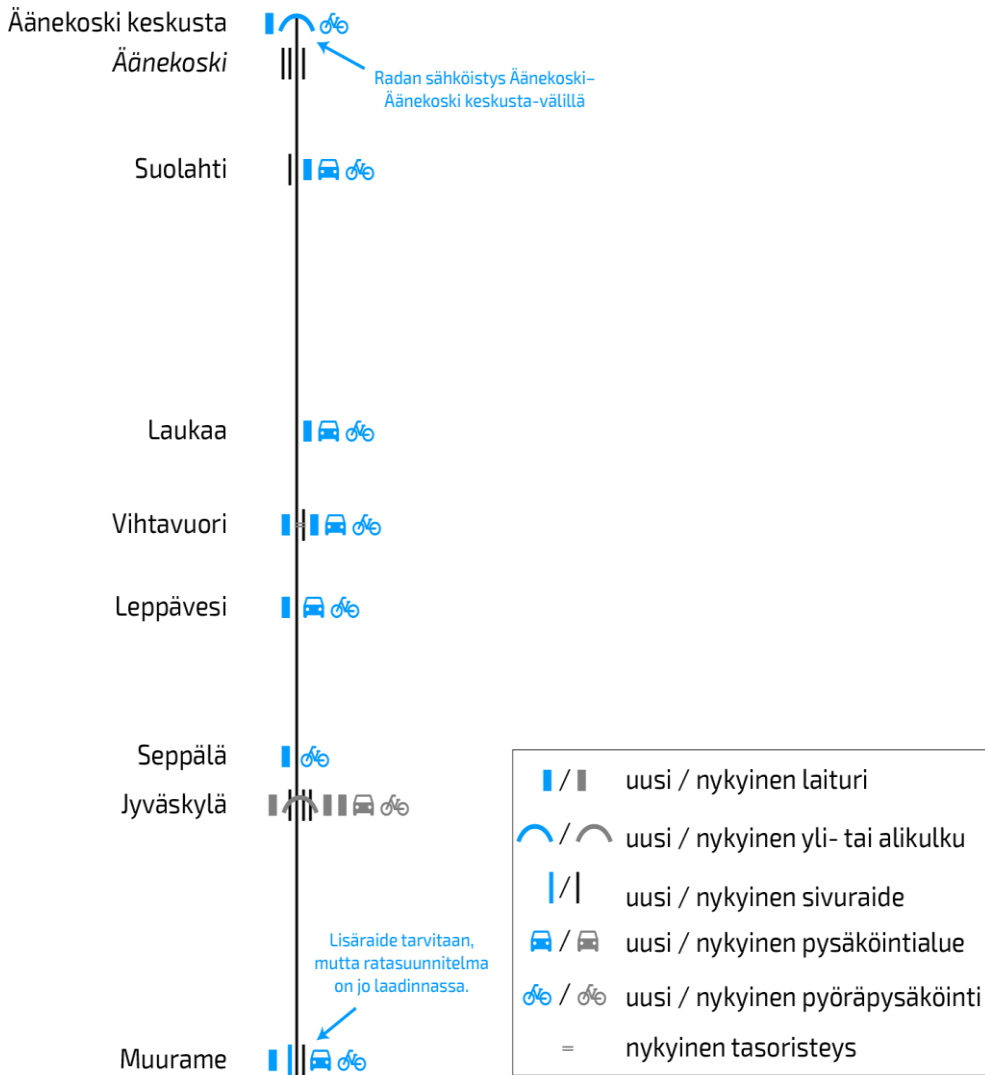 Äänekoski keskusta
Äänekoski
Radan sähköistys Äänekoski–
Äänekoski keskusta-välillä
Suolahti
Laukaa
Vihtavuori
Leppävesi
Seppälä
Jyväskylä
Lisäraide tarvitaan,
mutta ratasuunnitelma
on jo laadinnassa.
Muurame
/ uusi / nykyinen laituri
/ uusi / nykyinen yli- tai alikulku
/ uusi / nykyinen sivuraide
/ uusi / nykyinen pysäköintialue
/ uusi / nykyinen pyöräpysäköinti
= nykyinen tasoristeys